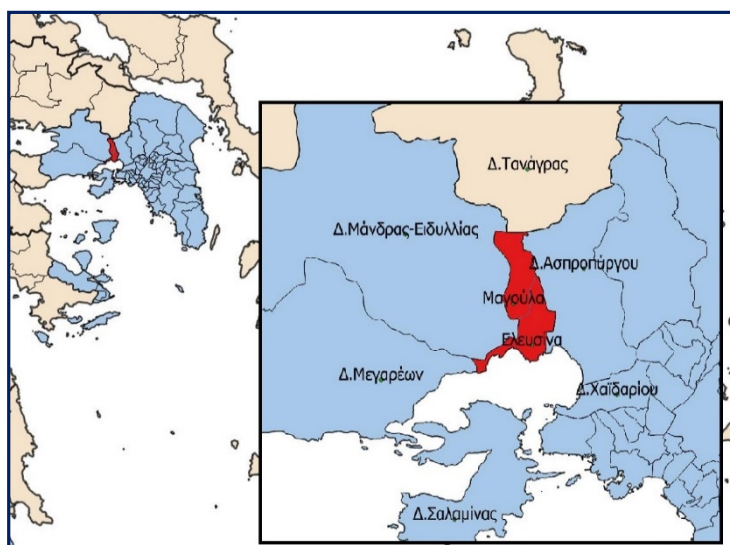 Δ.Τανάγρας
Δ.Μάνδρας-Ειδυλλίας
Δ.Ασπροπύργου
Μαγούλα
Ελευσίνα
Δ.Μεγαρέων
Δ.Χαϊδαρίου
Δ.Σαλαμίνας